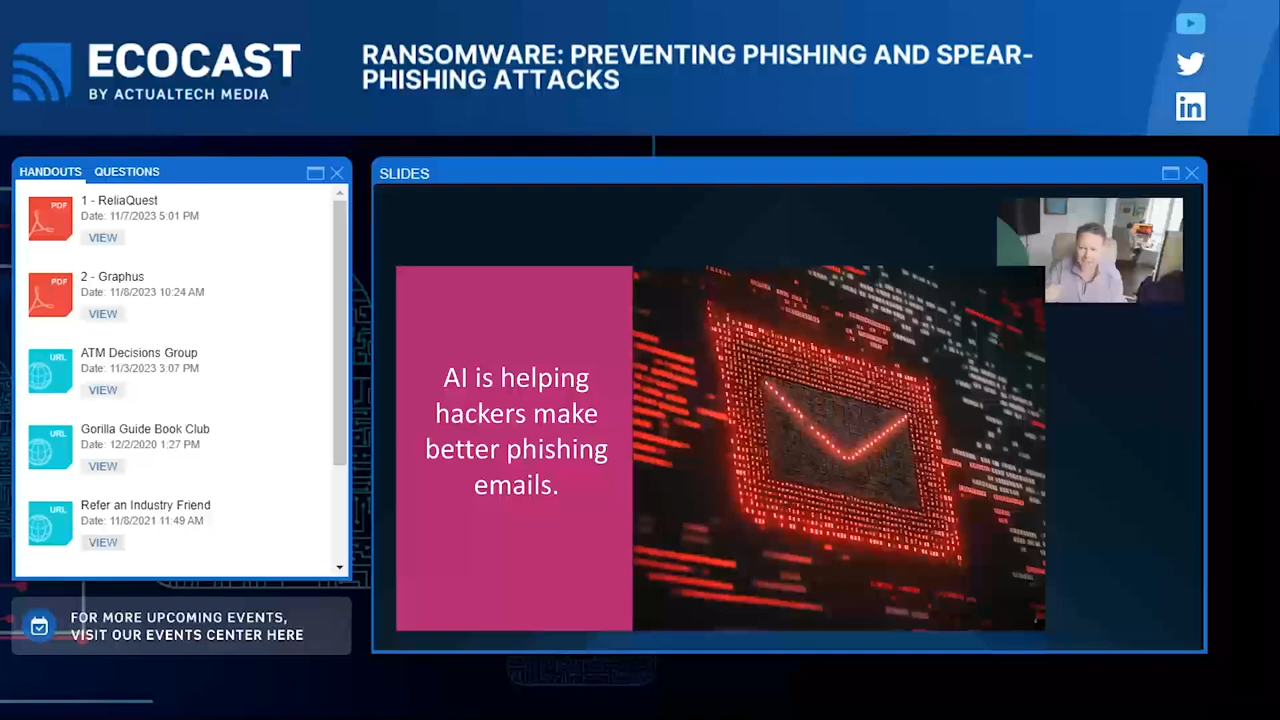 ECOCAST
BY ACTUALTECH MEDIA
RANSOMWARE: PREVENTING PHISHING AND SPEAR-
PHISHING ATTACKS
in
HANDOUTS QUESTIONS
PDF
1 - ReliaQuest
Date: 11/7/2023 5:01 PM
VIEW
PDF
2 - Graphus
Date: 11/8/2023 10:24 AM
VIEW
URL
ATM Decisions Group
Date: 11/3/2023 3:07 PM
VIEW
URL
Gorilla Guide Book Club
Date: 12/2/2020 1:27 PM
VIEW
URL
Refer an Industry Friend
Date: 11/8/2021 11:49 AM
VIEW
FOR MORE UPCOMING EVENTS,
VISIT OUR EVENTS CENTER HERE
SLIDES
AI is helping
hackers make
better phishing
emails.